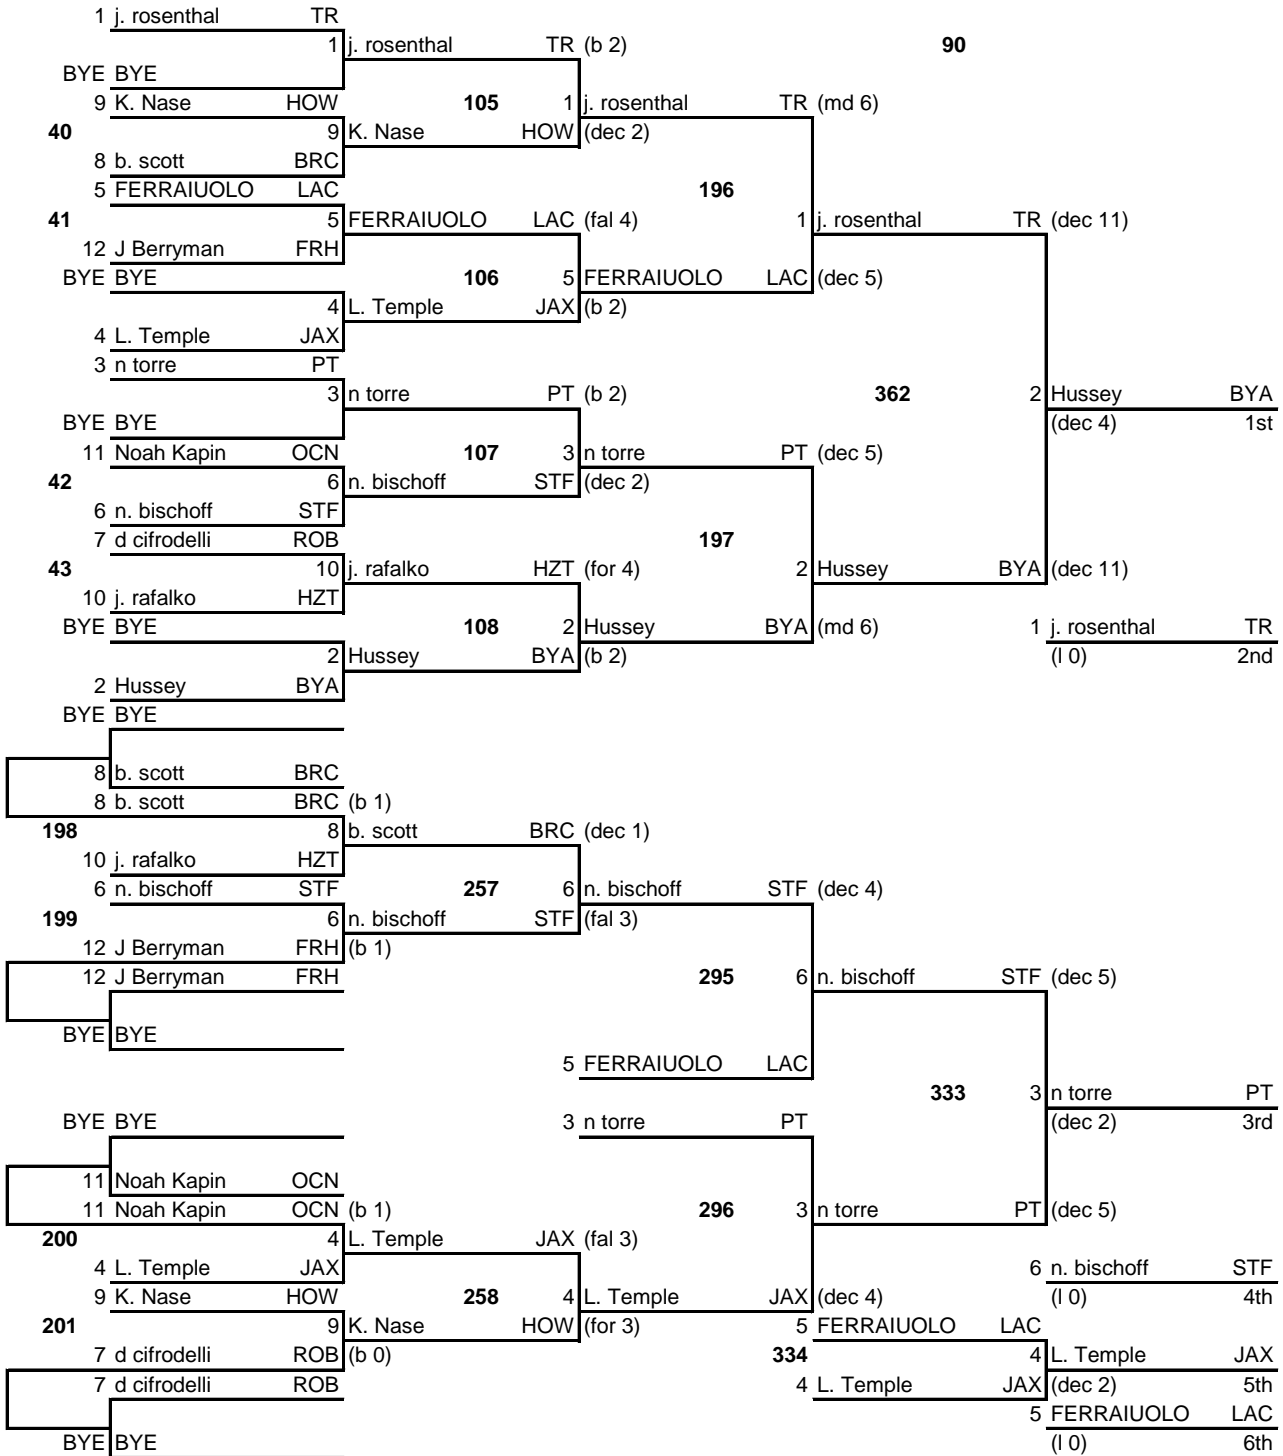 1 j. rosenthal TR
1 j. rosenthal TR (b 2) 90
BYE BYE
9 K. Nase HOW 105 1 j. rosenthal TR (md 6)
40 9 K. Nase HOW (dec 2)
8 b. scott BRC
5 FERRAIUOLO LAC 196
41 5 FERRAIUOLO LAC (fal 4) 1 j. rosenthal TR (dec 11)
12 J Berryman FRH
BYE BYE 106 5 FERRAIUOLO LAC (dec 5)
4 L. Temple JAX (b 2)
4 L. Temple JAX
3 n torre PT
3 n torre PT (b 2) 362 2 Hussey BYA
BYE BYE (dec 4) 1st
11 Noah Kapin OCN 107 3 n torre PT (dec 5)
42 6 n. bischoff STF (dec 2)
6 n. bischoff STF
7 d cifrodelli ROB 197
43 10 j. rafalko HZT (for 4) 2 Hussey BYA (dec 11)
10 j. rafalko HZT
BYE BYE 108 2 Hussey BYA (md 6) 1 j. rosenthal TR
2 Hussey BYA (b 2) (l 0) 2nd
2 Hussey BYA
BYE BYE
8 b. scott BRC
8 b. scott BRC (b 1)
198 8 b. scott BRC (dec 1)
10 j. rafalko HZT
6 n. bischoff STF 257 6 n. bischoff STF (dec 4)
199 6 n. bischoff STF (fal 3)
12 J Berryman FRH (b 1)
12 J Berryman FRH 295 6 n. bischoff STF (dec 5)
BYE BYE
5 FERRAIUOLO LAC
333 3 n torre PT
BYE BYE 3 n torre PT (dec 2) 3rd
11 Noah Kapin OCN
11 Noah Kapin OCN (b 1) 296 3 n torre PT (dec 5)
200 4 L. Temple JAX (fal 3)
4 L. Temple JAX 6 n. bischoff STF
9 K. Nase HOW 258 4 L. Temple JAX (dec 4) (l 0) 4th
201 9 K. Nase HOW (for 3) 5 FERRAIUOLO LAC
7 d cifrodelli ROB (b 0) 334 4 L. Temple JAX
7 d cifrodelli ROB 4 L. Temple JAX (dec 2) 5th
5 FERRAIUOLO LAC
BYE BYE (l 0) 6th